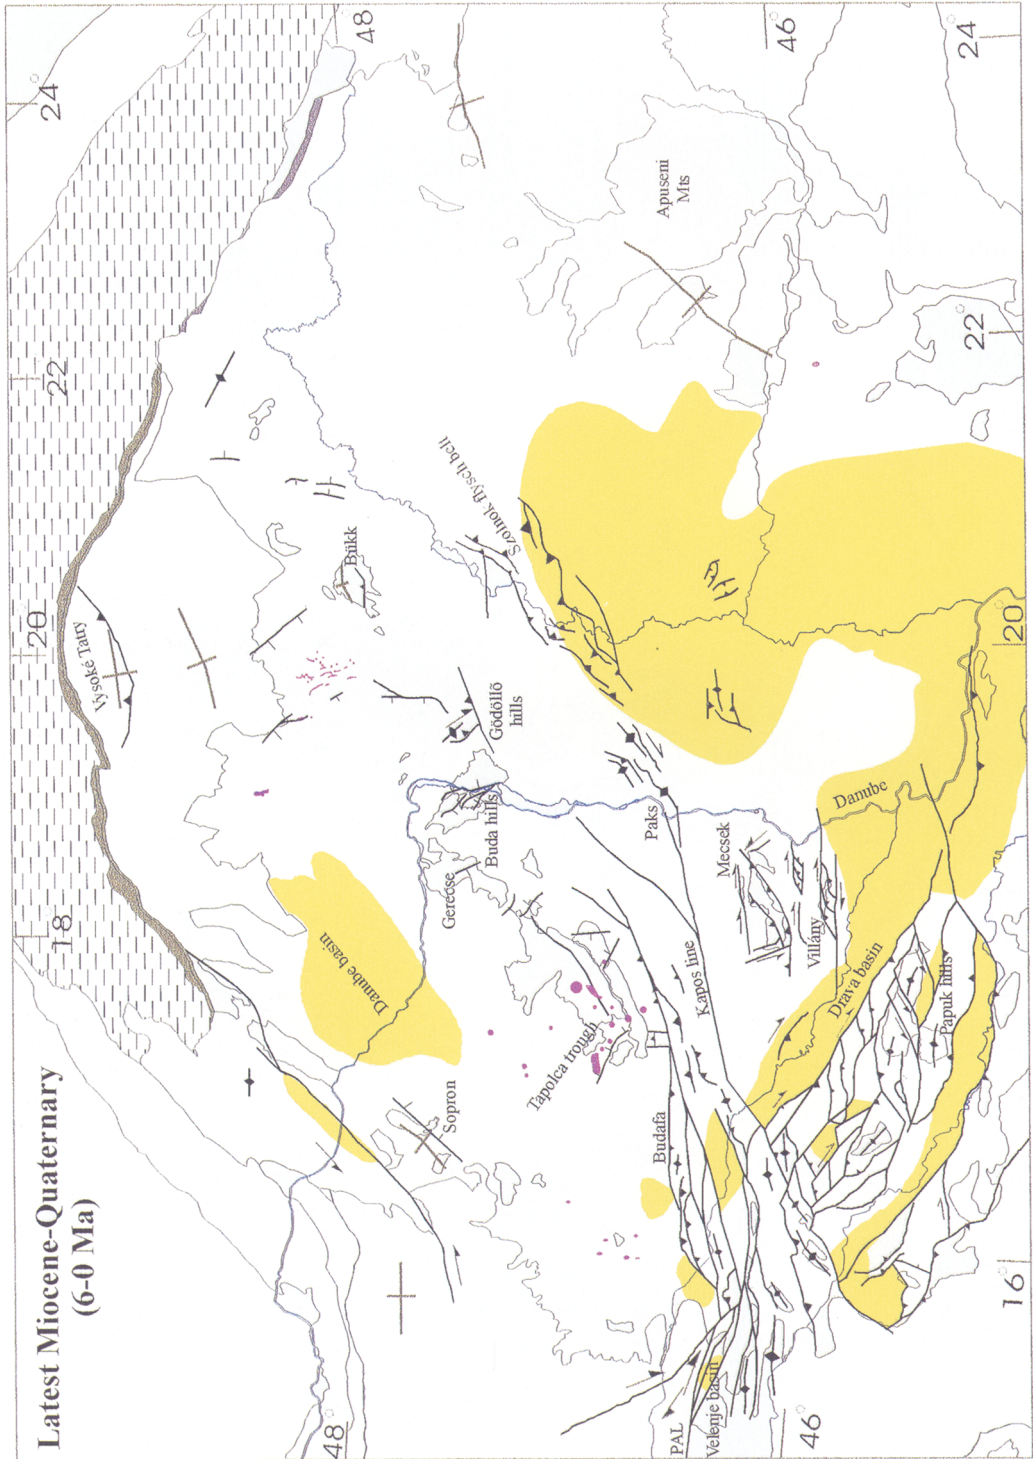 Latest Miocene-Quaternary
(6-0 Ma)
48
24
46
24
22
22
20
20
18
16
48
46
Apuseni
Mts
Vysoké Tatry
Bükk
Szolnok flysch belt
Gödöllő
hills
Buda hills
Gerecse
Danube basin
Danube
Paks
Mecsek
Villány
Kapos line
Drava basin
Papuk hills
Tapolca trough
Sopron
Budafa
PAL
Velenje basin